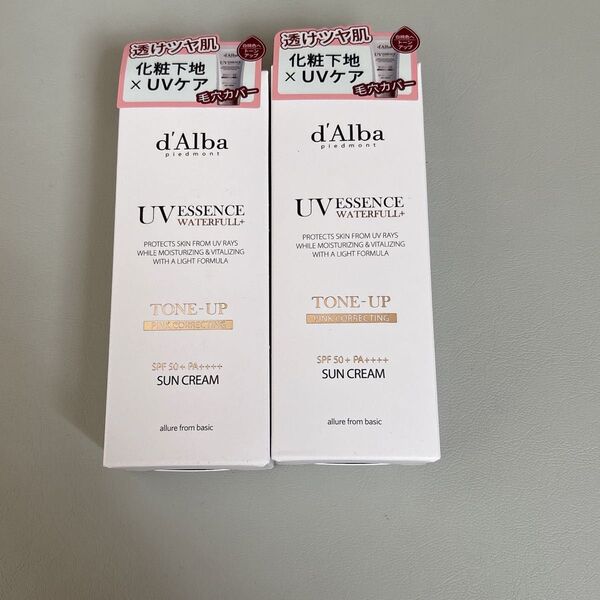 透けツヤ肌
化粧下地
×UVケア
毛穴カバー
d'Alba
piedmont
UV ESSENCE
WATERFULL+
PROTECTS SKIN FROM UV RAYS
WHILE MOISTURIZING & VITALIZING
WITH A LIGHT FORMULA
TONE-UP
PINK CORRECTING
SPF 50+ PA++++
SUN CREAM
allure from basic
透けツヤ肌
化粧下地
×UVケア
毛穴カバー
d'Alba
piedmont
UV ESSENCE
WATERFULL+
PROTECTS SKIN FROM UV RAYS
WHILE MOISTURIZING & VITALIZING
WITH A LIGHT FORMULA
TONE-UP
PINK CORRECTING
SPF 50+ PA++++
SUN CREAM
allure from basic